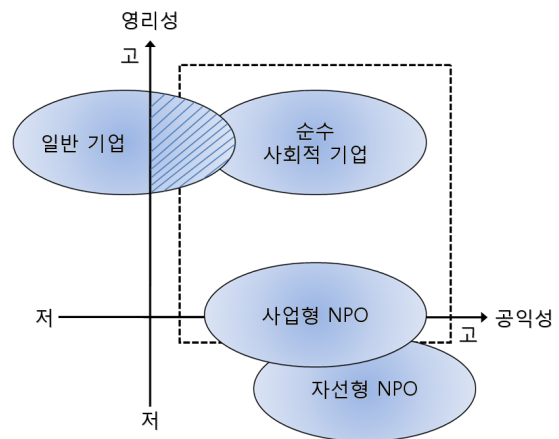 영리성
고
일반 기업
순수
사회적 기업
사업형 NPO
저
공익성
고
자선형 NPO
저